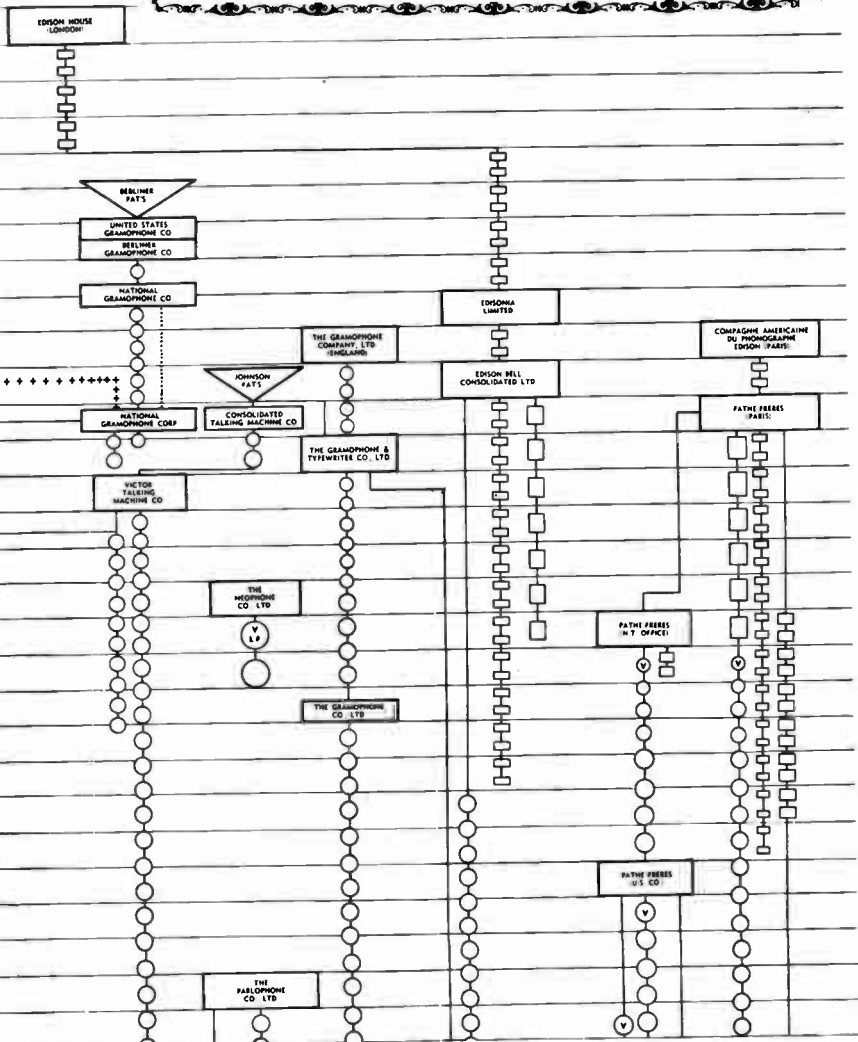 EDISON HOUSE
(LONDON)
BERLINER
PAT'S
UNITED STATES
GRAMOPHONE CO
BERLINER
GRAMOPHONE CO
NATIONAL
GRAMOPHONE CO
EDISONIA
LIMITED
THE GRAMOPHONE
COMPANY, LTD
(ENGLAND)
COMPAGNIE AMERICAINE
DU PHONOGRAPHE
EDISON (PARIS)
JOHNSON
PAT'S
EDISON BELL
CONSOLIDATED LTD
NATIONAL
GRAMOPHONE CORP
CONSOLIDATED
TALKING MACHINE CO
PATHE FRERES
(PARIS)
THE GRAMOPHONE &
TYPEWRITER CO, LTD
VICTOR
TALKING
MACHINE CO
THE
NEOPHONE
CO LTD
V
LP
PATHE FRERES
(N.Y. OFFICE)
V
V
THE GRAMOPHONE
CO, LTD
PATHE FRERES
(U.S. CO)
V
THE
PARLOPHONE
CO LTD
V